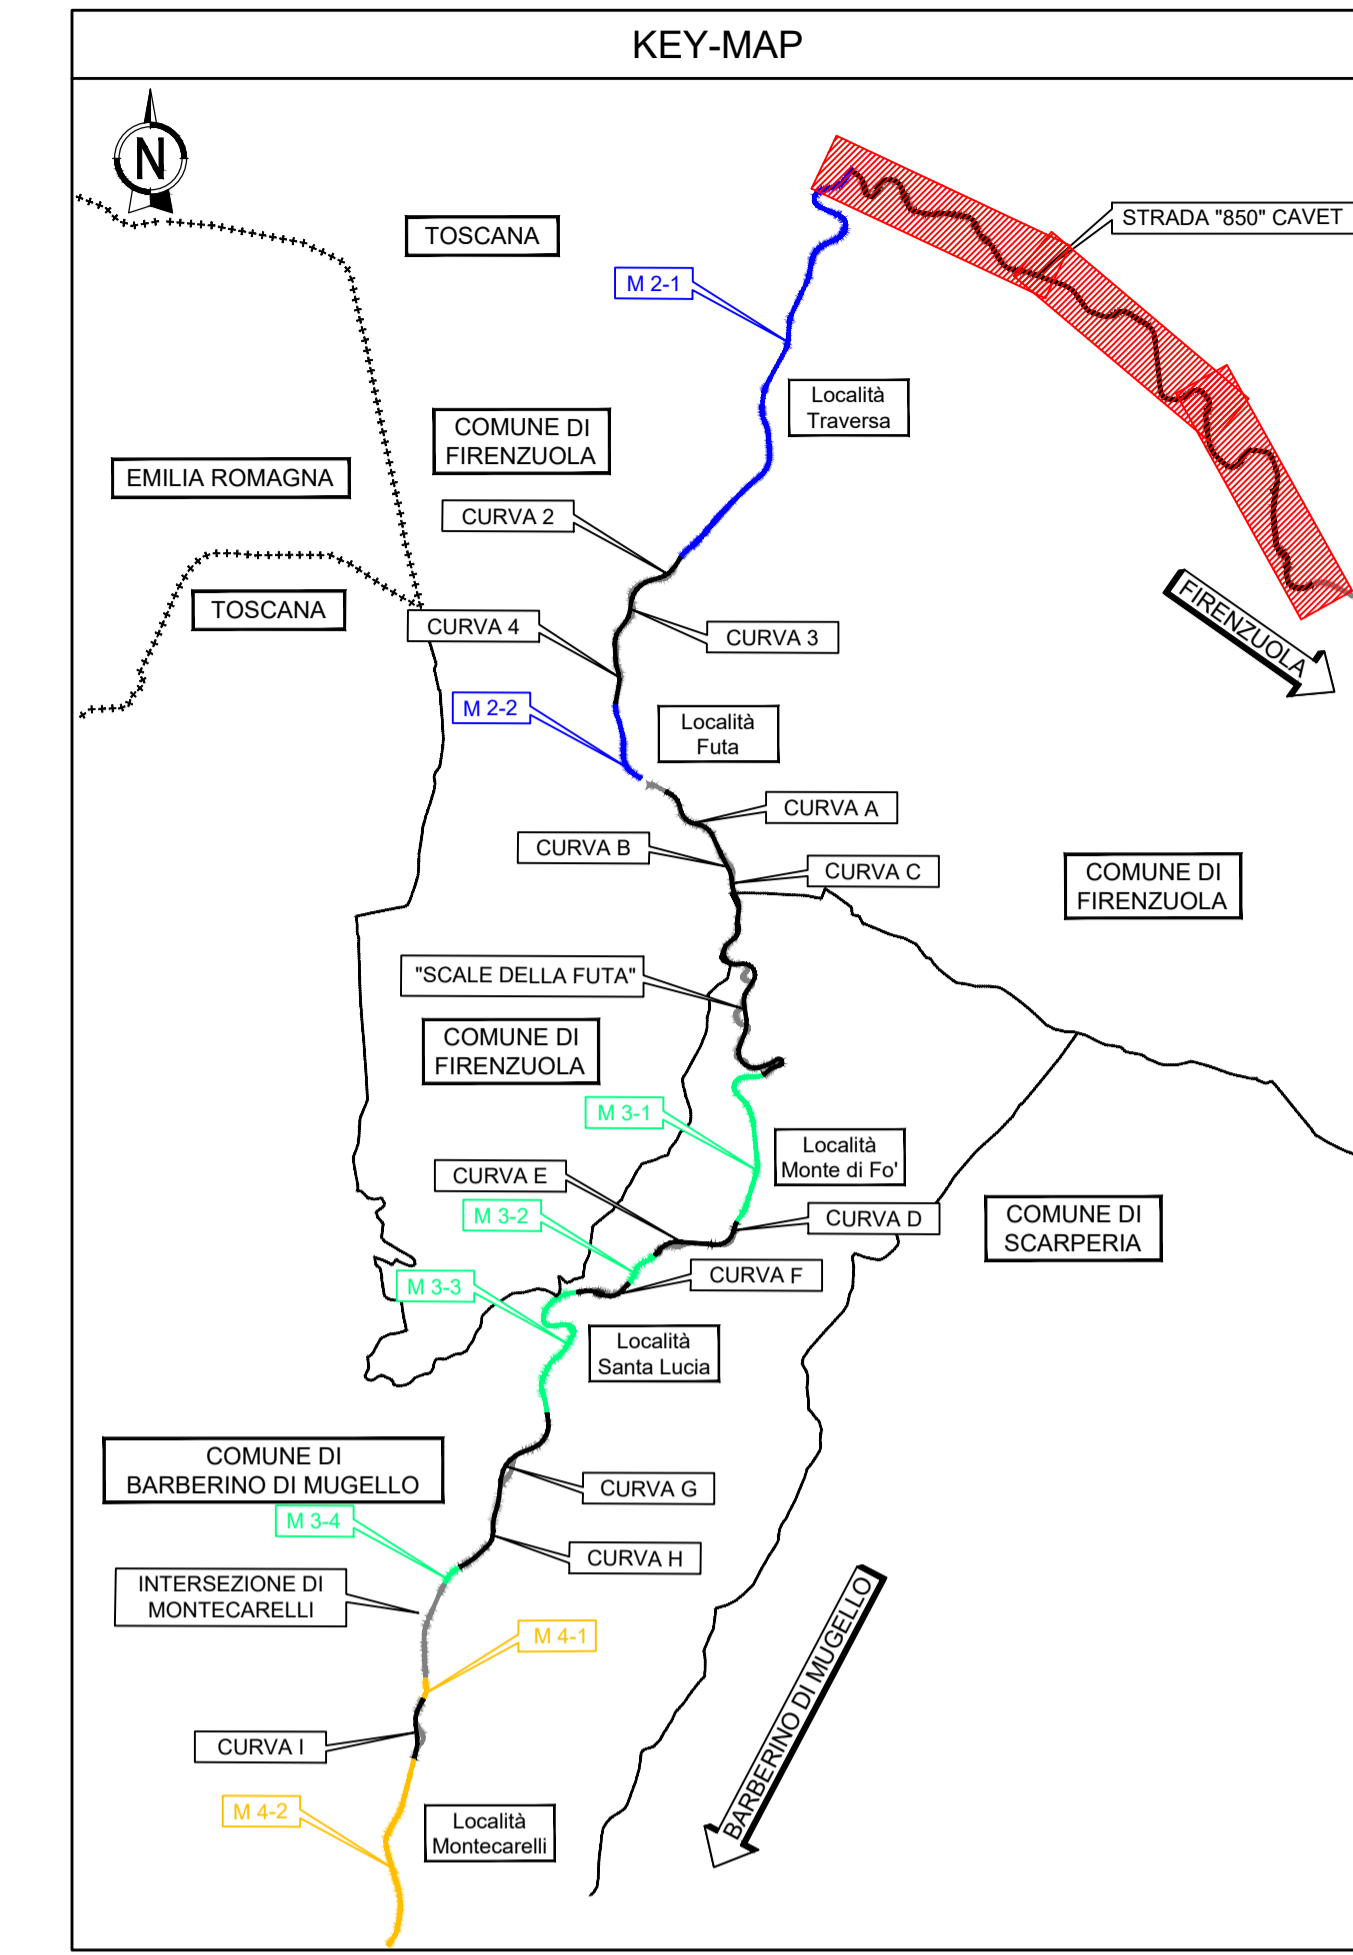 KEY-MAP
N
TOSCANA
STRADA "850" CAVET
M 2-1
Località
Traversa
COMUNE DI
FIRENZUOLA
EMILIA ROMAGNA
CURVA 2
TOSCANA
CURVA 4
CURVA 3
FIRENZUOLA
M 2-2
Località
Futa
CURVA A
CURVA B
CURVA C
COMUNE DI
FIRENZUOLA
"SCALE DELLA FUTA"
COMUNE DI
FIRENZUOLA
M 3-1
Località
Monte di Fo'
CURVA E
M 3-2
CURVA D
COMUNE DI
SCARPERIA
CURVA F
M 3-3
Località
Santa Lucia
COMUNE DI
BARBERINO DI MUGELLO
CURVA G
M 3-4
CURVA H
INTERSEZIONE DI
MONTECARELLI
M 4-1
BARBERINO DI MUGELLO
CURVA I
M 4-2
Località
Montecarelli